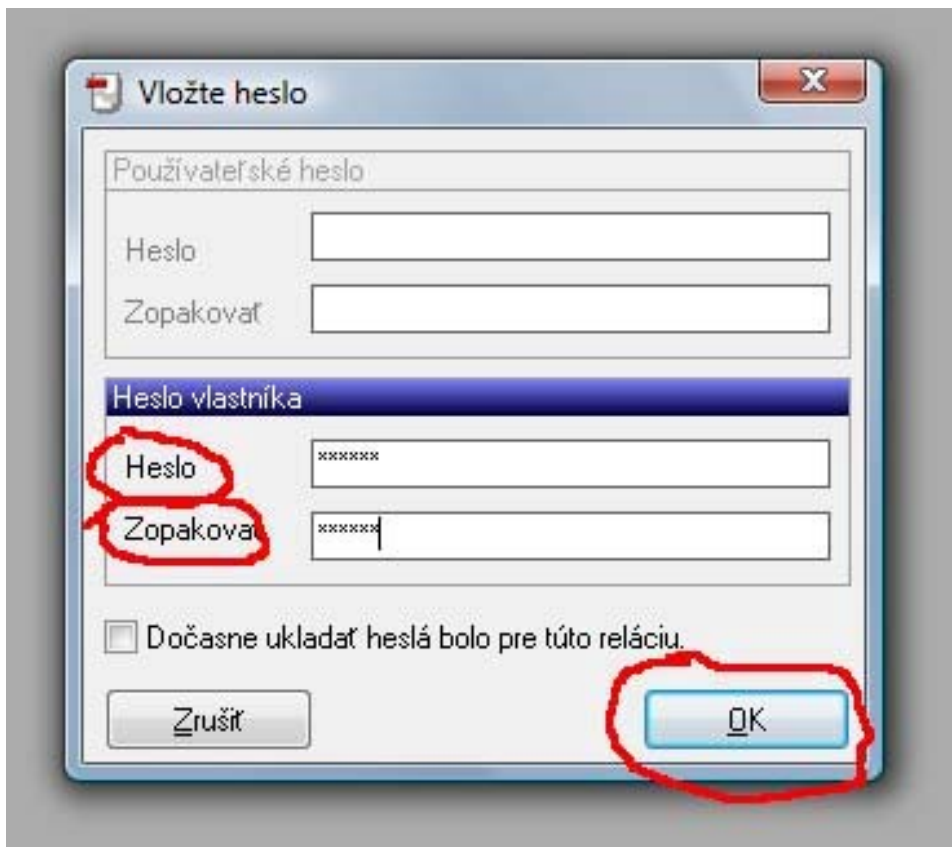 Vložte heslo
Používateľské heslo
Heslo
Zopakovať
Heslo vlastníka
Heslo ******
Zopakovať ******
Dočasne ukladať heslá bolo pre túto reláciu.
Zrušiť OK